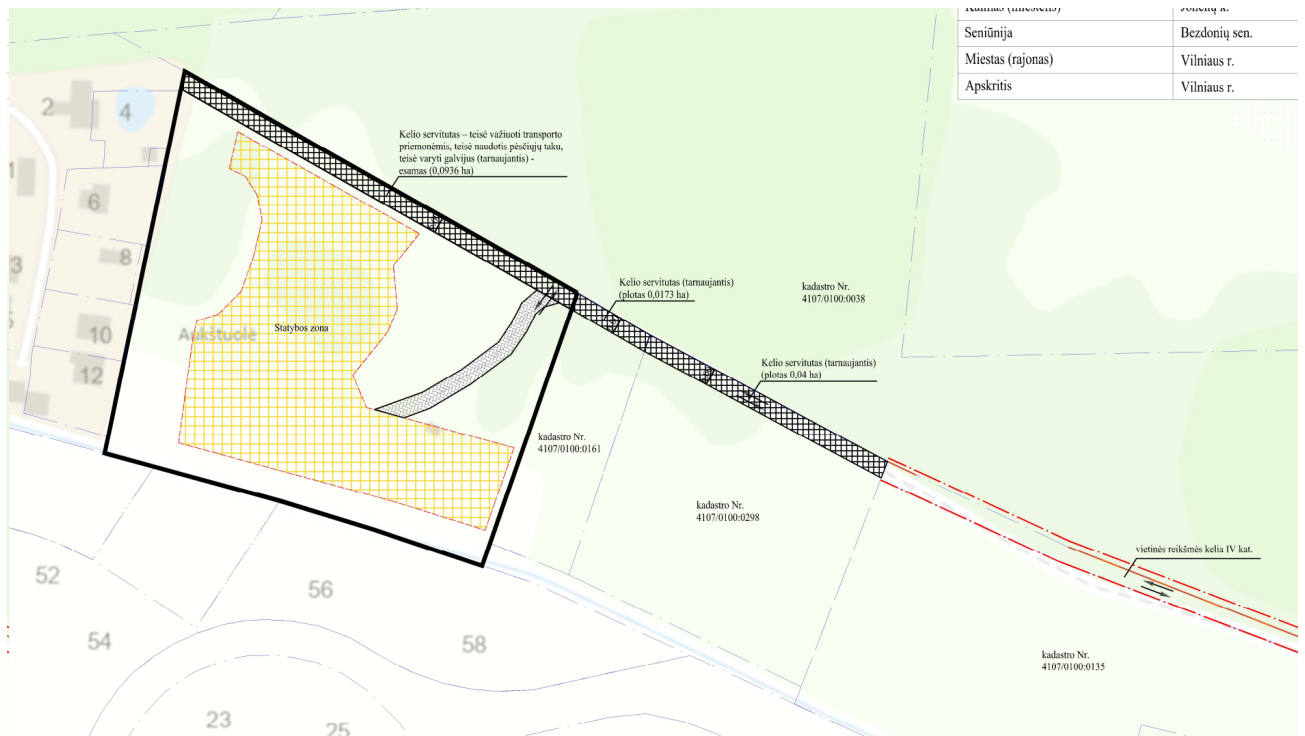 Seniūnija
Bezdonių sen.
Miestas (rajonas)
Vilniaus r.
Apskritis
Vilniaus r.
2
4
Kelio servitutas – teisė važiuoti transporto
priemonėmis, teisė naudotis pėsčiųjų taku,
teisė varyti galvijus (tarnaujantis) -
esamas (0,0936 ha)
1
6
8
3
Kelio servitutas (tarnaujantis)
(plotas 0,0173 ha)
kadastro Nr.
4107/0100:0038
Statybos zona
Aukštuolė
10
12
Kelio servitutas (tarnaujantis)
(plotas 0,04 ha)
kadastro Nr.
4107/0100:0161
kadastro Nr.
4107/0100:0298
vietinės reikšmės kelia IV kat.
52
56
54
58
kadastro Nr.
4107/0100:0135
23
25